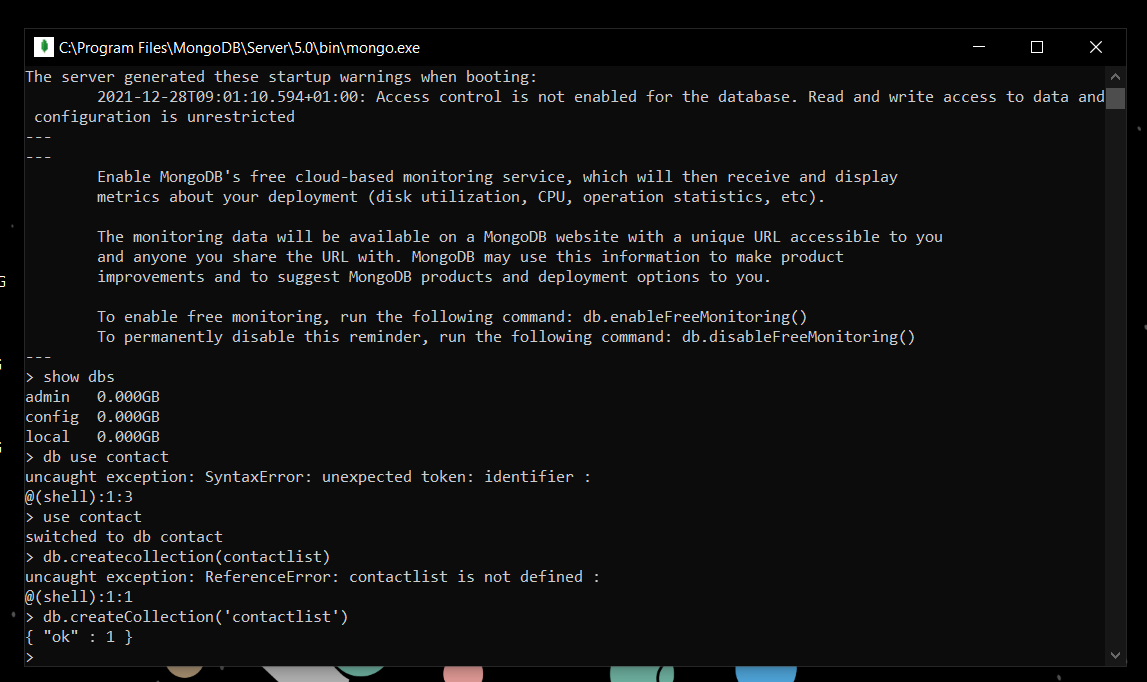 C:\Program Files\MongoDB\Server\5.0\bin\mongo.exe
The server generated these startup warnings when booting:
2021-12-28T09:01:10.594+01:00: Access control is not enabled for the database. Read and write access to data and
configuration is unrestricted
---
---
Enable MongoDB's free cloud-based monitoring service, which will then receive and display
metrics about your deployment (disk utilization, CPU, operation statistics, etc).
The monitoring data will be available on a MongoDB website with a unique URL accessible to you
and anyone you share the URL with. MongoDB may use this information to make product
improvements and to suggest MongoDB products and deployment options to you.
To enable free monitoring, run the following command: db.enableFreeMonitoring()
To permanently disable this reminder, run the following command: db.disableFreeMonitoring()
---
> show dbs
admin   0.000GB
config  0.000GB
local   0.000GB
> db use contact
uncaught exception: SyntaxError: unexpected token: identifier :
@(shell):1:3
> use contact
switched to db contact
> db.createcollection(contactlist)
uncaught exception: ReferenceError: contactlist is not defined :
@(shell):1:1
> db.createCollection('contactlist')
{ "ok" : 1 }
>